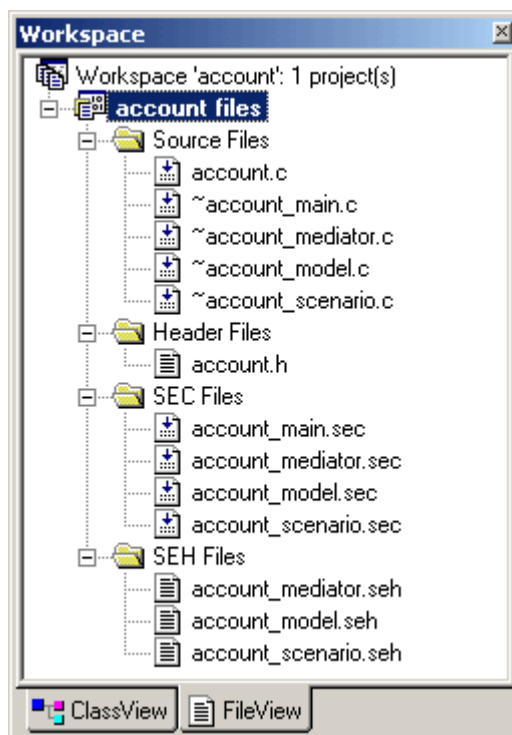 Workspace
Workspace 'account': 1 project(s)
account files
Source Files
account.c
~account_main.c
~account_mediator.c
~account_model.c
~account_scenario.c
Header Files
account.h
SEC Files
account_main.sec
account_mediator.sec
account_model.sec
account_scenario.sec
SEH Files
account_mediator.seh
account_model.seh
account_scenario.seh
ClassView FileView